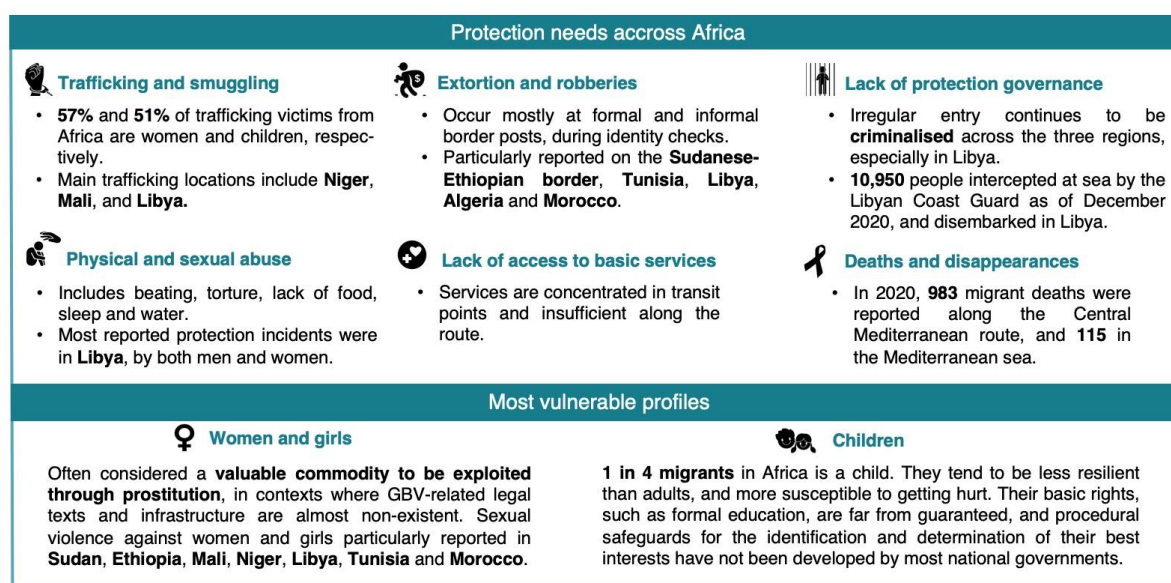 Protection needs accross Africa
Trafficking and smuggling
• 57% and 51% of trafficking victims from
Africa are women and children, respec-
tively.
• Main trafficking locations include Niger,
Mali, and Libya.
Extortion and robberies
• Occur mostly at formal and informal
border posts, during identity checks.
• Particularly reported on the Sudanese-
Ethiopian border, Tunisia, Libya,
Algeria and Morocco.
Lack of protection governance
• Irregular entry continues to be
criminalised across the three regions,
especially in Libya.
• 10,950 people intercepted at sea by the
Libyan Coast Guard as of December
2020, and disembarked in Libya.
Physical and sexual abuse
• Includes beating, torture, lack of food,
sleep and water.
• Most reported protection incidents were
in Libya, by both men and women.
Lack of access to basic services
• Services are concentrated in transit
points and insufficient along the
route.
Deaths and disappearances
• In 2020, 983 migrant deaths were
reported along the Central
Mediterranean route, and 115 in
the Mediterranean sea.
Most vulnerable profiles
Women and girls
Often considered a valuable commodity to be exploited
through prostitution, in contexts where GBV-related legal
texts and infrastructure are almost non-existent. Sexual
violence against women and girls particularly reported in
Sudan, Ethiopia, Mali, Niger, Libya, Tunisia and Morocco.
Children
1 in 4 migrants in Africa is a child. They tend to be less resilient
than adults, and more susceptible to getting hurt. Their basic rights,
such as formal education, are far from guaranteed, and procedural
safeguards for the identification and determination of their best
interests have not been developed by most national governments.